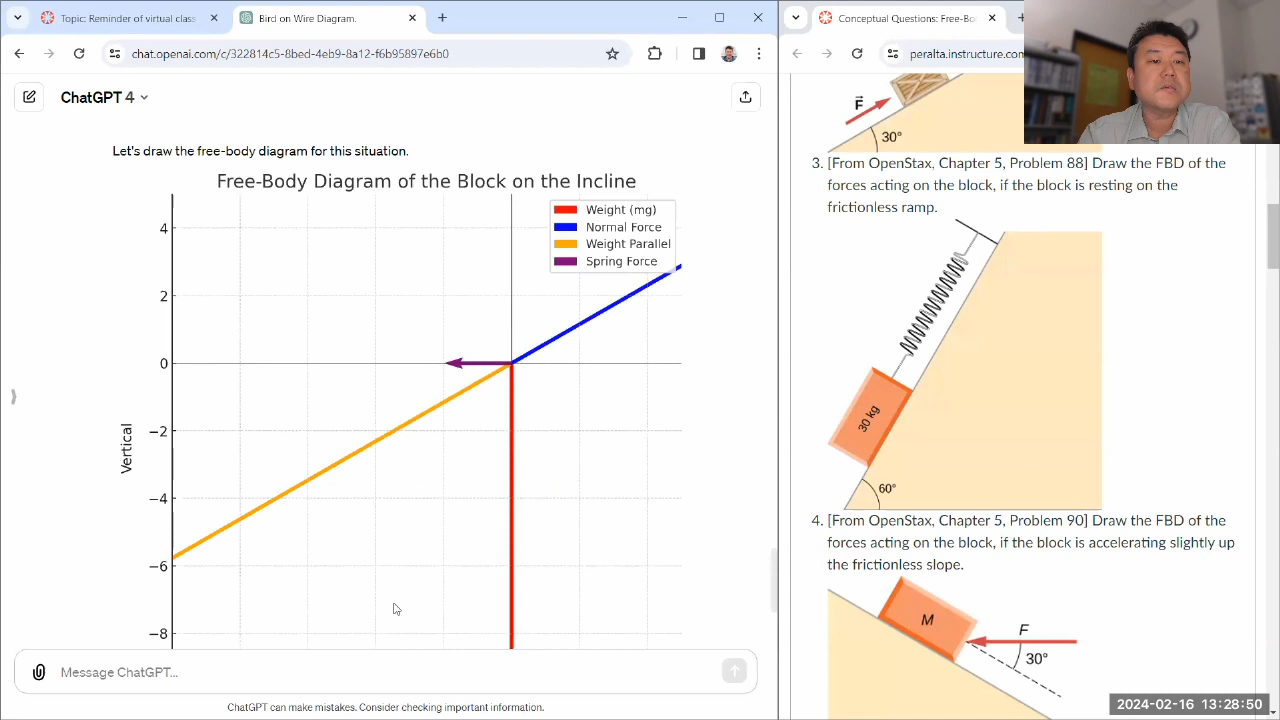 Topic: Reminder of virtual class
Bird on Wire Diagram.
Conceptual Questions: Free-Bo
chat.openai.com/c/322814c5-8bed-4eb9-8a12-f6b95897e6b0
peralta.instructure.com
ChatGPT 4
Let's draw the free-body diagram for this situation.
Free-Body Diagram of the Block on the Incline
Weight (mg)
Normal Force
Weight Parallel
Spring Force
4
2
0
−2
−4
−6
−8
Vertical
Message ChatGPT...
ChatGPT can make mistakes. Consider checking important information.
F
30°
3. [From OpenStax, Chapter 5, Problem 88] Draw the FBD of the
forces acting on the block, if the block is resting on the
frictionless ramp.
30 kg
60°
4. [From OpenStax, Chapter 5, Problem 90] Draw the FBD of the
forces acting on the block, if the block is accelerating slightly up
the frictionless slope.
M
F
30°
2024-02-16 13:28:50